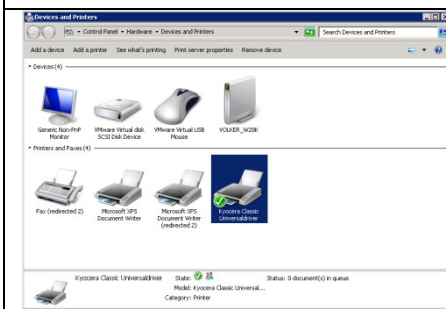 Devices and Printers
Control Panel Hardware Devices and Printers
Search Devices and Printers
Add a device Add a printer See what's printing Print server properties Remove device
Devices (4)
Generic Non-PnP Monitor
VMware Virtual disk SCSI Disk Device
VMware Virtual USB Mouse
VOLXER_W28K
Printers and Faxes (4)
Fax (redirected 2)
Microsoft XPS Document Writer
Microsoft XPS Document Writer (redirected 2)
Kyocera Classic Universaldriver
Kyocera Classic Universaldriver State: Status: 0 document(s) in queue
Model: Kyocera Classic Universal...
Category: Printer